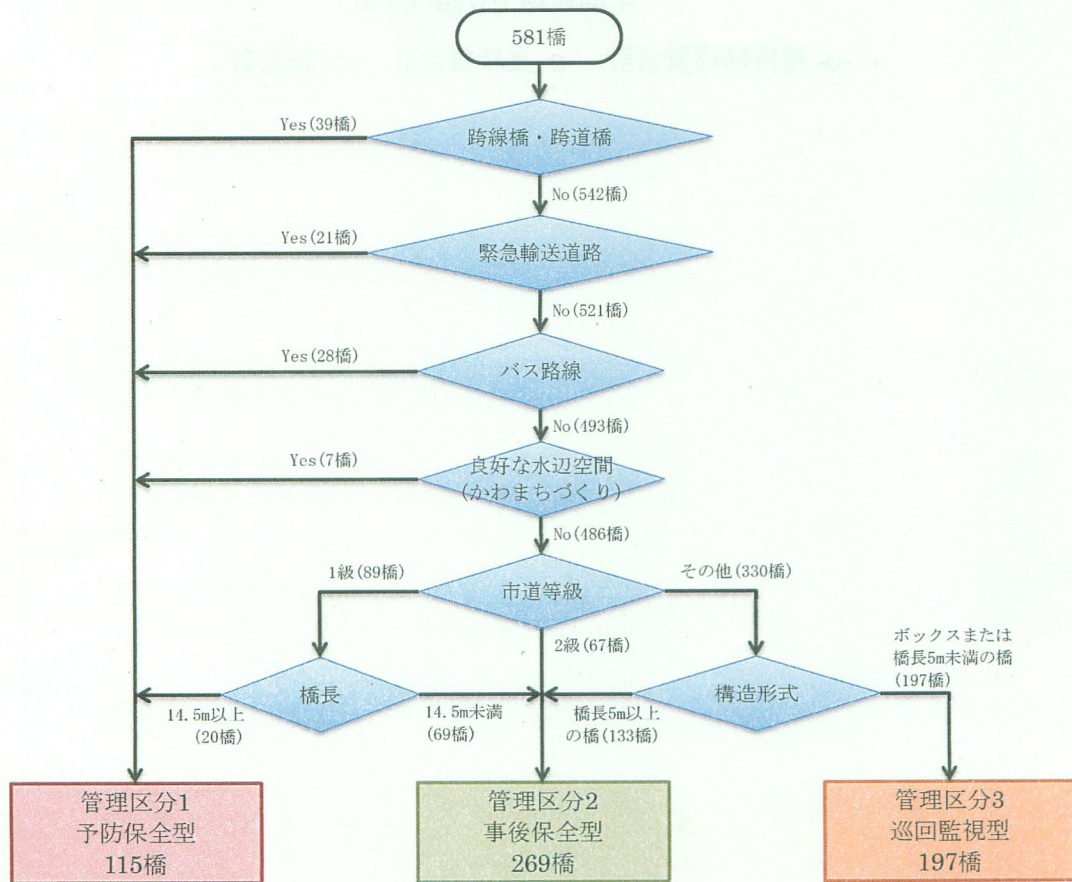 581橋
Yes(39橋)
跨線橋・跨道橋
No(542橋)
Yes(21橋)
緊急輸送道路
No(521橋)
Yes(28橋)
バス路線
No(493橋)
Yes(7橋)
良好な水辺空間
(かわまちづくり)
No(486橋)
1級(89橋)
市道等級
その他(330橋)
2級(67橋)
ボックスまたは
橋長5m未満の橋
(197橋)
橋長
構造形式
14.5m以上
(20橋)
14.5m未満
(69橋)
橋長5m以上
の橋(133橋)
管理区分1
予防保全型
115橋
管理区分2
事後保全型
269橋
管理区分3
巡回監視型
197橋